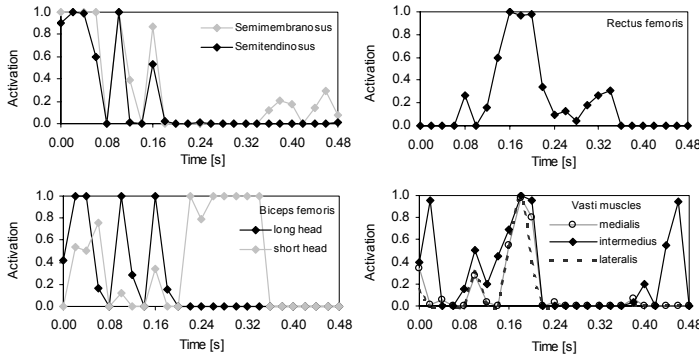 1.0
0.8
0.6
0.4
0.2
0.0
Activation
Semimembranosus
Semitendinosus
0.00 0.08 0.16 0.24 0.32 0.40 0.48
Time [s]
1.0
0.8
0.6
0.4
0.2
0.0
Activation
Rectus femoris
0.00 0.08 0.16 0.24 0.32 0.40 0.48
Time [s]
1.0
0.8
0.6
0.4
0.2
0.0
Activation
Biceps femoris
long head
short head
0.00 0.08 0.16 0.24 0.32 0.40 0.48
Time [s]
1.0
0.8
0.6
0.4
0.2
0.0
Activation
Vasti muscles
medialis
intermedius
lateralis
0.00 0.08 0.16 0.24 0.32 0.40 0.48
Time [s]